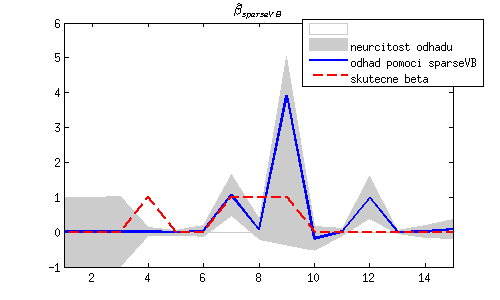 β̂sparseVB
neurcitost odhadu
odhad pomoci sparseVB
skutecne beta
6
5
4
3
2
1
0
-1
2 4 6 8 10 12 14